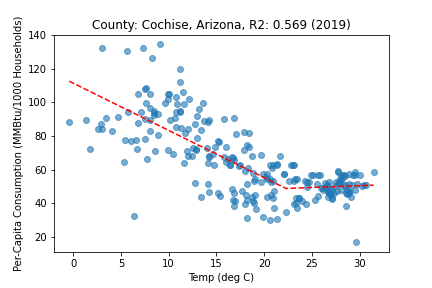 County: Cochise, Arizona, R2: 0.569 (2019)
Per-Capita Consumption (MMBtu/1000 Households)
140
120
100
80
60
40
20
0 5 10 15 20 25 30
Temp (deg C)